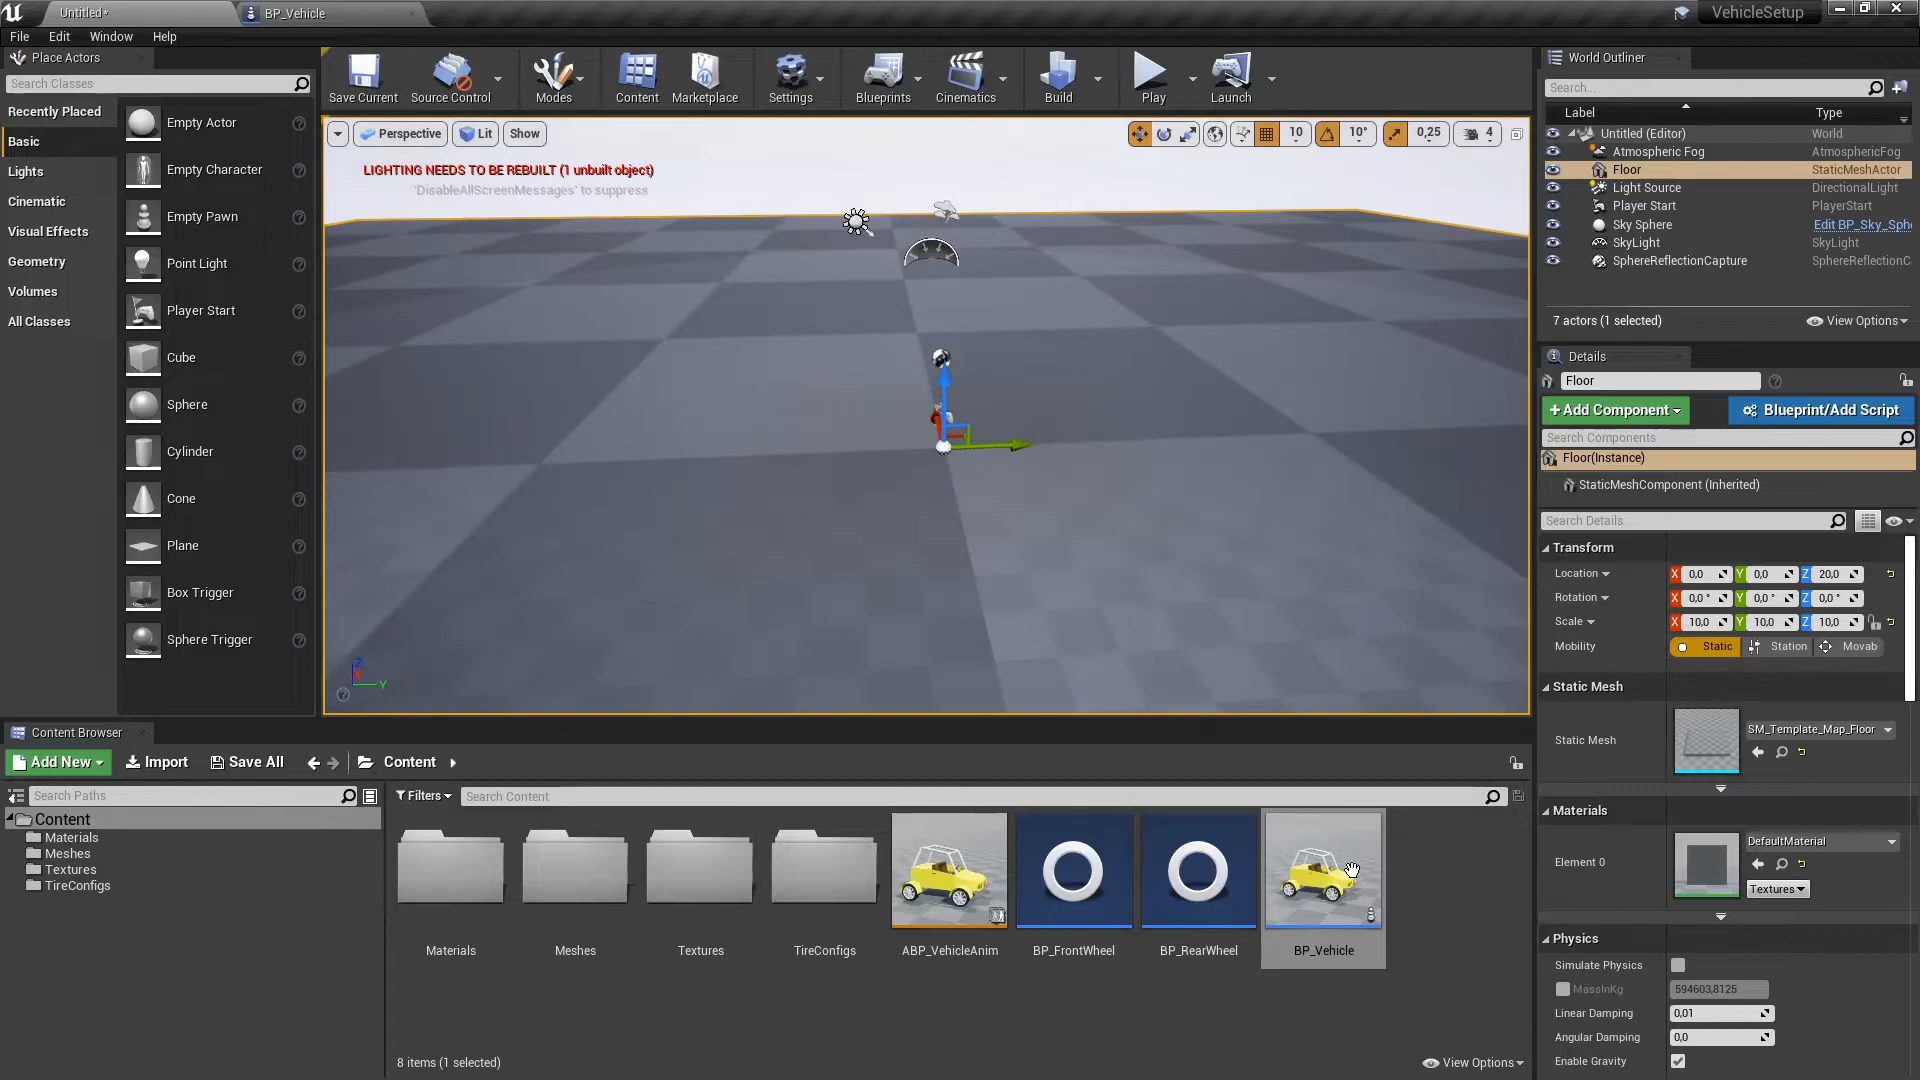 Untitled*
BP_Vehicle
VehicleSetup
File
Edit
Window
Help
Place Actors
Search Classes
Recently Placed
Basic
Lights
Cinematic
Visual Effects
Geometry
Volumes
All Classes
Empty Actor
Empty Character
Empty Pawn
Point Light
Player Start
Cube
Sphere
Cylinder
Cone
Plane
Box Trigger
Sphere Trigger
Save Current
Source Control
Modes
Content
Marketplace
Settings
Blueprints
Cinematics
Build
Play
Launch
Perspective
Lit
Show
10
10°
0,25
4
LIGHTING NEEDS TO BE REBUILT (1 unbuilt object)
'DisableAllScreenMessages' to suppress
Z
X
Y
World Outliner
Search...
Label
Type
Untitled (Editor)
World
Atmospheric Fog
AtmosphericFog
Floor
StaticMeshActor
Light Source
DirectionalLight
Player Start
PlayerStart
Sky Sphere
Edit BP_Sky_Sph
SkyLight
SkyLight
SphereReflectionCapture
SphereReflectionC
7 actors (1 selected)
View Options
Details
Floor
+Add Component
Blueprint/Add Script
Search Components
Floor(Instance)
StaticMeshComponent (Inherited)
Search Details
Transform
Location
X 0,0 Y 0,0 Z 20,0
Rotation
X 0,0 ° Y 0,0 ° Z 0,0 °
Scale
X 10,0 Y 10,0 Z 10,0
Mobility
Static
Station
Movab
Static Mesh
Static Mesh
SM_Template_Map_Floor
Materials
Element 0
DefaultMaterial
Textures
Physics
Simulate Physics
MassInKg
594603,8125
Linear Damping
0,01
Angular Damping
0,0
Enable Gravity
Content Browser
Add New
Import
Save All
Content
Search Paths
Filters
Search Content
Content
Materials
Meshes
Textures
TireConfigs
Materials
Meshes
Textures
TireConfigs
ABP_VehicleAnim
BP_FrontWheel
BP_RearWheel
BP_Vehicle
8 items (1 selected)
View Options